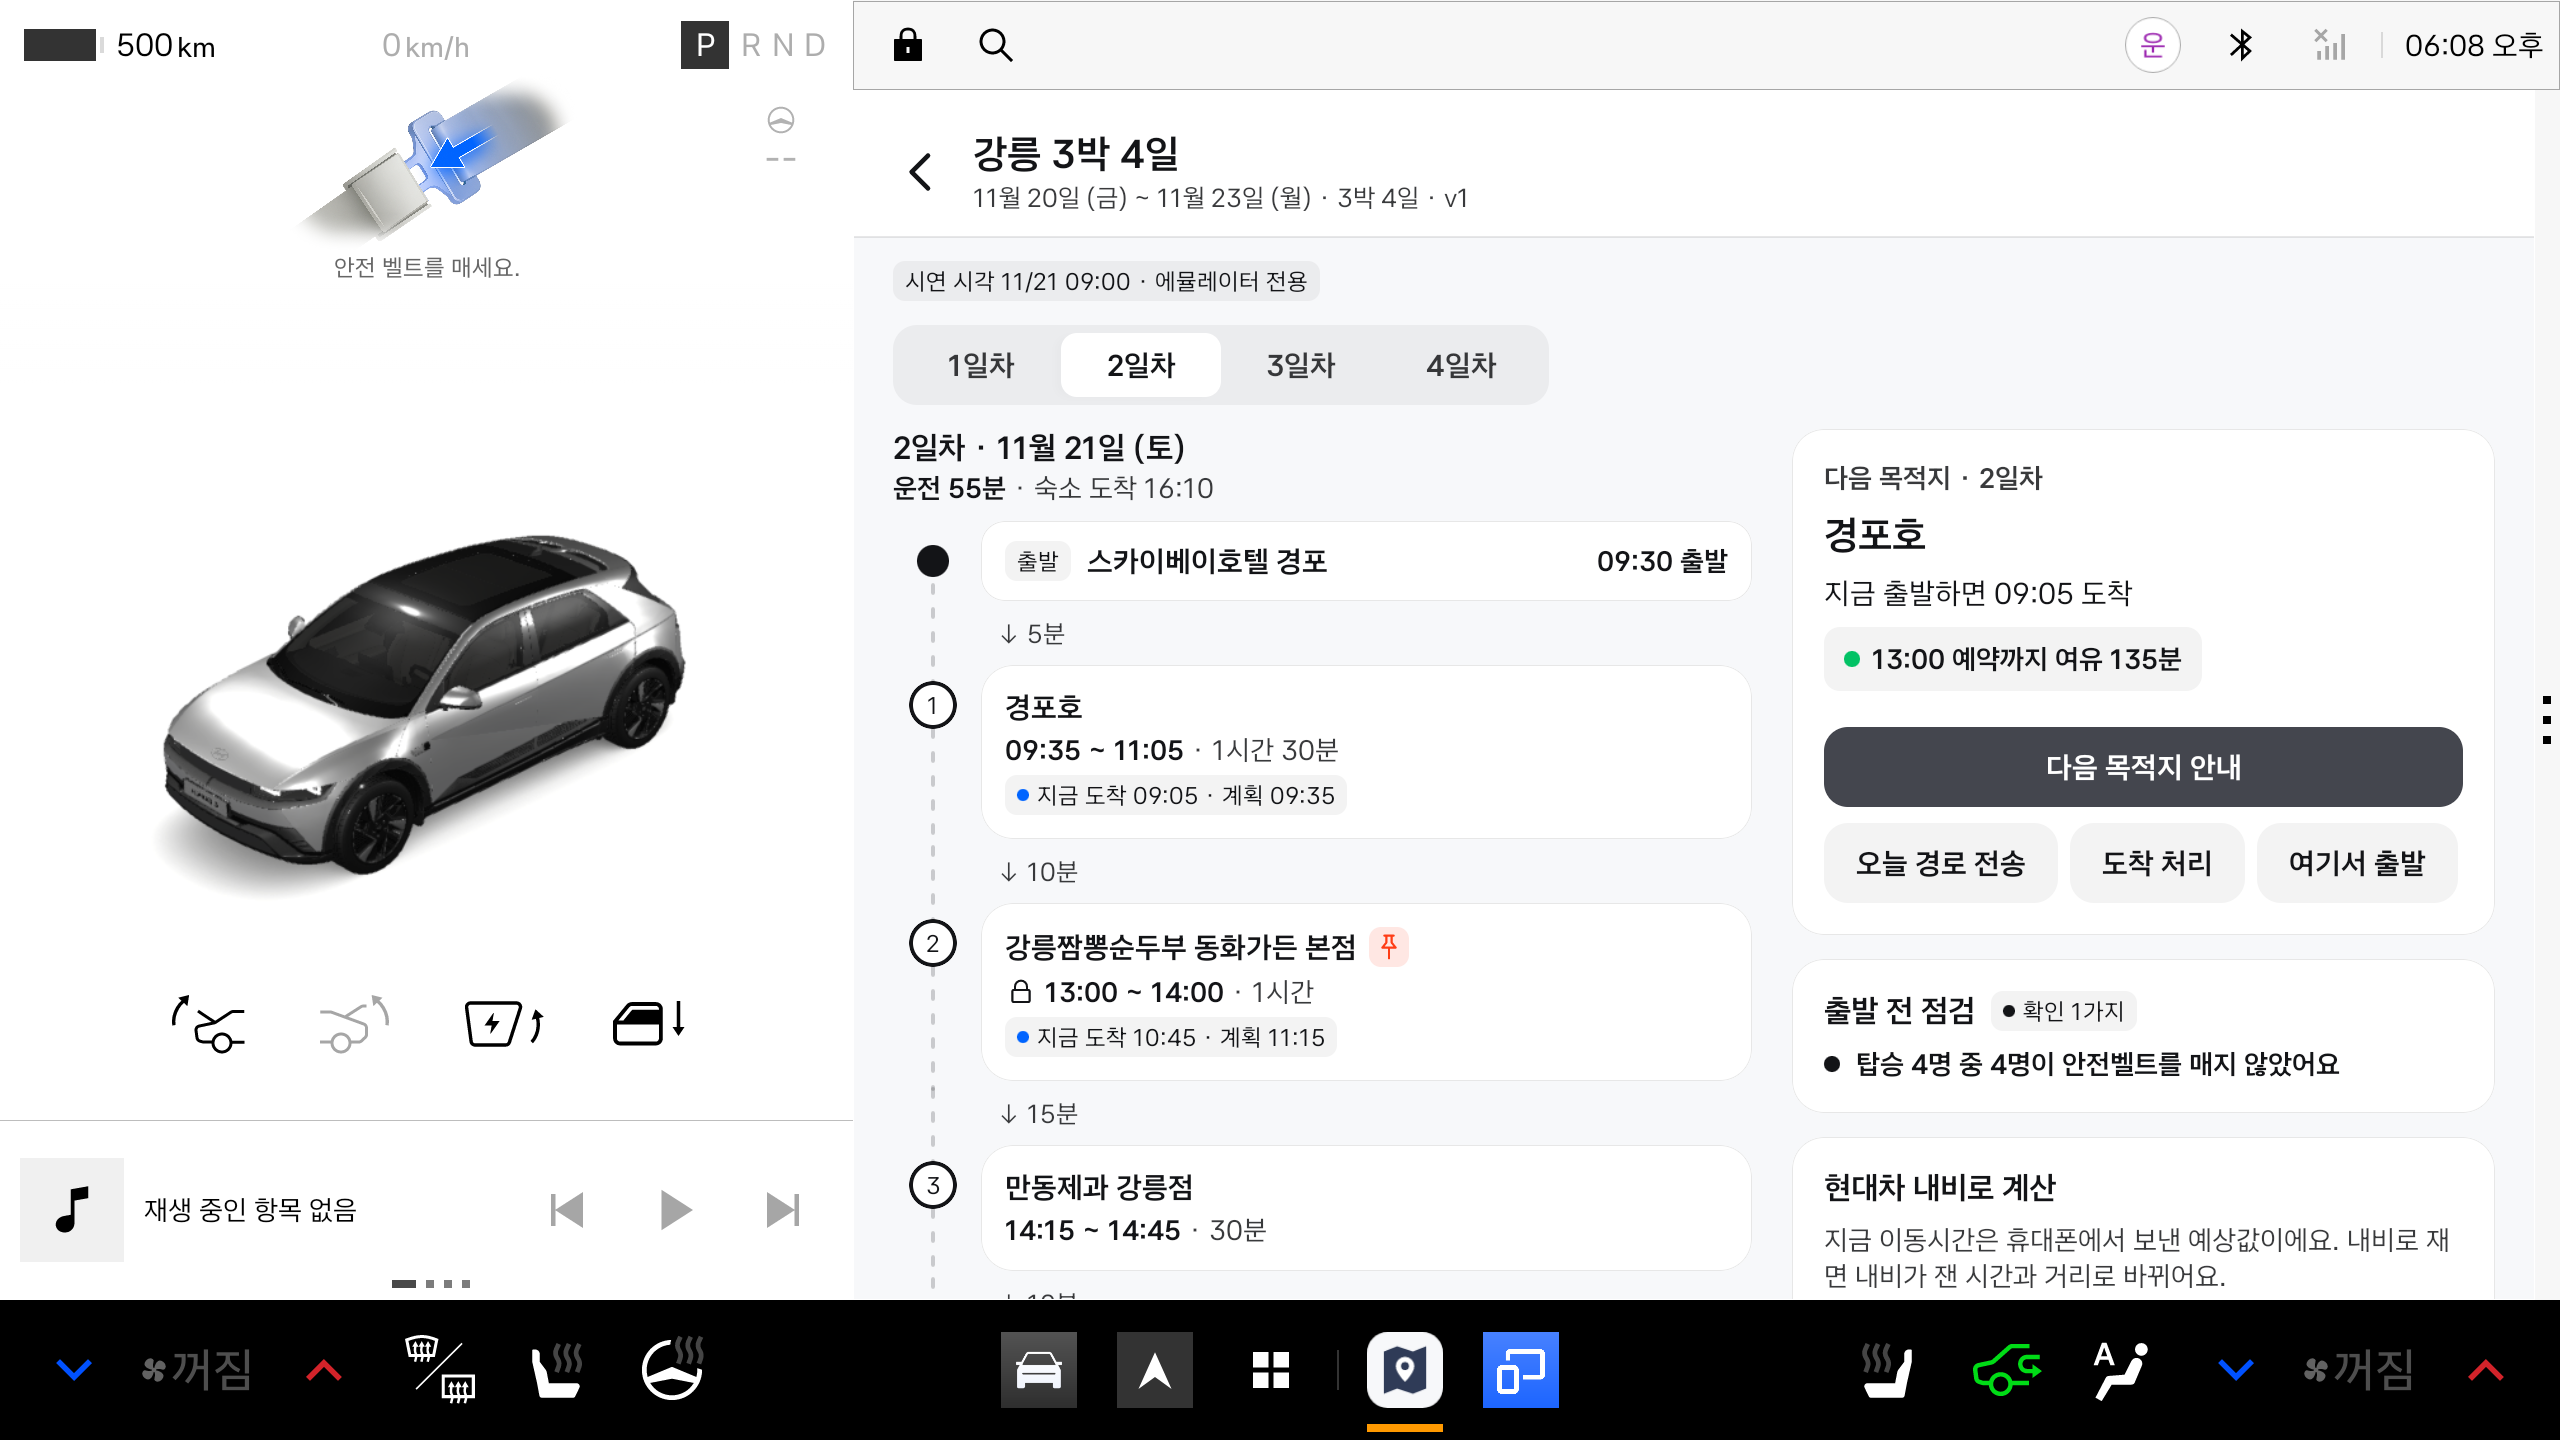 500 km
0 km/h
P R N D
06:08 오후
운
안전 벨트를 매세요.
강릉 3박 4일
11월 20일 (금) ~ 11월 23일 (월) · 3박 4일 · v1
시연 시각 11/21 09:00 · 에뮬레이터 전용
1일차 2일차 3일차 4일차
2일차 · 11월 21일 (토)
운전 55분 · 숙소 도착 16:10
출발 스카이베이호텔 경포 09:30 출발
↓ 5분
1 경포호
09:35 ~ 11:05 · 1시간 30분
지금 도착 09:05 · 계획 09:35
↓ 10분
2 강릉짬뽕순두부 동화가든 본점
13:00 ~ 14:00 · 1시간
지금 도착 10:45 · 계획 11:15
↓ 15분
3 만동제과 강릉점
14:15 ~ 14:45 · 30분
다음 목적지 · 2일차
경포호
지금 출발하면 09:05 도착
13:00 예약까지 여유 135분
다음 목적지 안내
오늘 경로 전송 도착 처리 여기서 출발
출발 전 점검 확인 1가지
탑승 4명 중 4명이 안전벨트를 매지 않았어요
현대차 내비로 계산
지금 이동시간은 휴대폰에서 보낸 예상값이에요. 내비로 재
면 내비가 잰 시간과 거리로 바뀌어요.
재생 중인 항목 없음
꺼짐
A
꺼짐